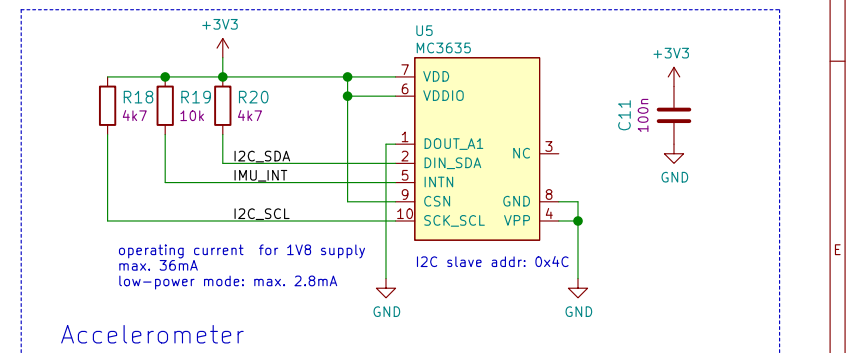 +3V3
U5
MC3635
+3V3
7 VDD
6 VDDIO
R18
4k7
R19
10k
R20
4k7
C11
100n
1 DOUT_A1
I2C_SDA
2 DIN_SDA
NC 3
IMU_INT
5 INTN
GND
9 CSN
GND 8
I2C_SCL
10 SCK_SCL
VPP 4
operating current for 1V8 supply
max. 36mA
low-power mode: max. 2.8mA
I2C slave addr: 0x4C
E
GND
GND
Accelerometer